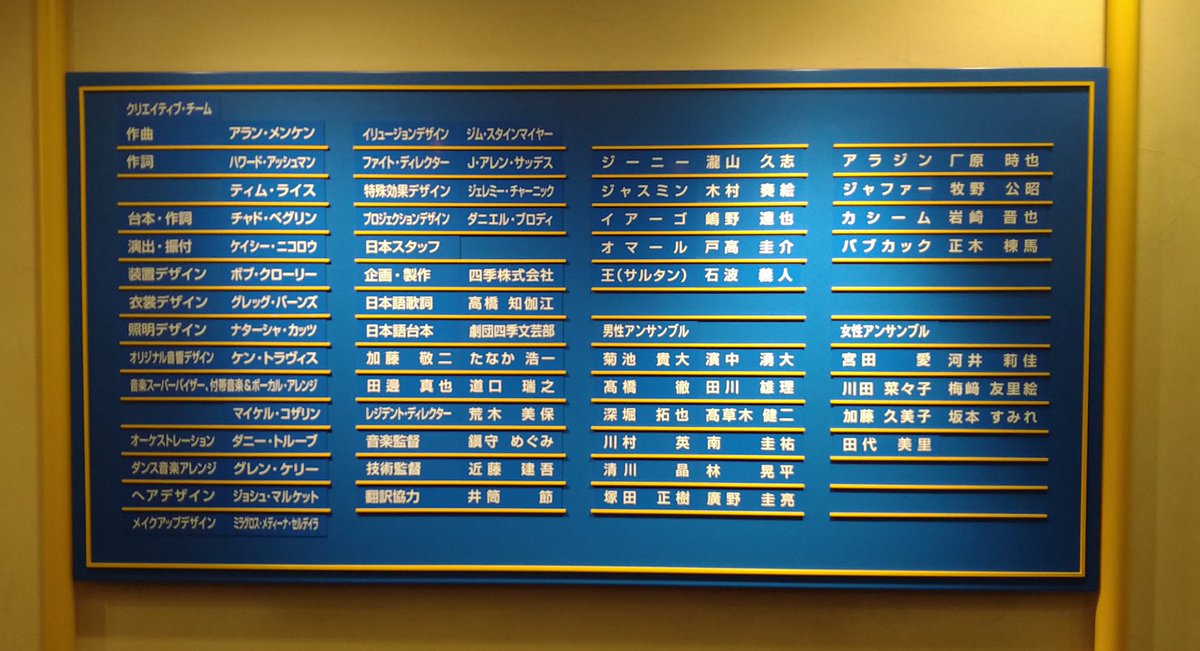 クリエイティブ・チーム
作曲 アラン・メンケン
作詞 ハワード・アッシュマン
ティム・ライス
台本・作詞 チャド・ベグリン
演出・振付 ケイシー・ニコロウ
装置デザイン ボブ・クローリー
衣裳デザイン グレッグ・バーンズ
照明デザイン ナターシャ・カッツ
オリジナル音響デザイン ケン・トラヴィス
音楽スーパーバイザー、付帯音楽&ボーカル・アレンジ
マイケル・コザリン
オーケストレーション ダニー・トルーブ
ダンス音楽アレンジ グレン・ケリー
ヘアデザイン ジョシュ・マルケット
メイクアップデザイン ミラグロス・メディーナ・セルデイラ
イリュージョンデザイン ジム・スタインマイヤー
ファイト・ディレクター J・アレン・サッデス
特殊効果デザイン ジェレミー・チャーニック
プロジェクションデザイン ダニエル・ブロディ
日本スタッフ
企画・製作 四季株式会社
日本語歌詞 高橋 知伽江
日本語台本 劇団四季文芸部
加藤 敬二 たなか 浩一
田邊 真也 道口 瑞之
レジデント・ディレクター 荒木 美保
音楽監督 鎮守 めぐみ
技術監督 近藤 建吾
翻訳協力 井筒 節
ジーニー 瀧山 久志
ジャスミン 木村 奏絵
イアーゴ 嶋野 達也
オマール 戸高 圭介
王(サルタン) 石波 義人
男性アンサンブル
菊池 貴大 濱中 湧大
髙橋 徹 田川 雄理
深堀 拓也 高草木 健二
川村 英 南 圭祐
清川 晶 林 晃平
塚田 正樹 廣野 圭亮
アラジン 厂原 時也
ジャファー 牧野 公昭
カシーム 岩崎 晋也
バブカック 正木 棟馬
女性アンサンブル
宮田 愛 河井 莉佳
川田 菜々子 梅﨑 友里絵
加藤 久美子 坂本 すみれ
田代 美里